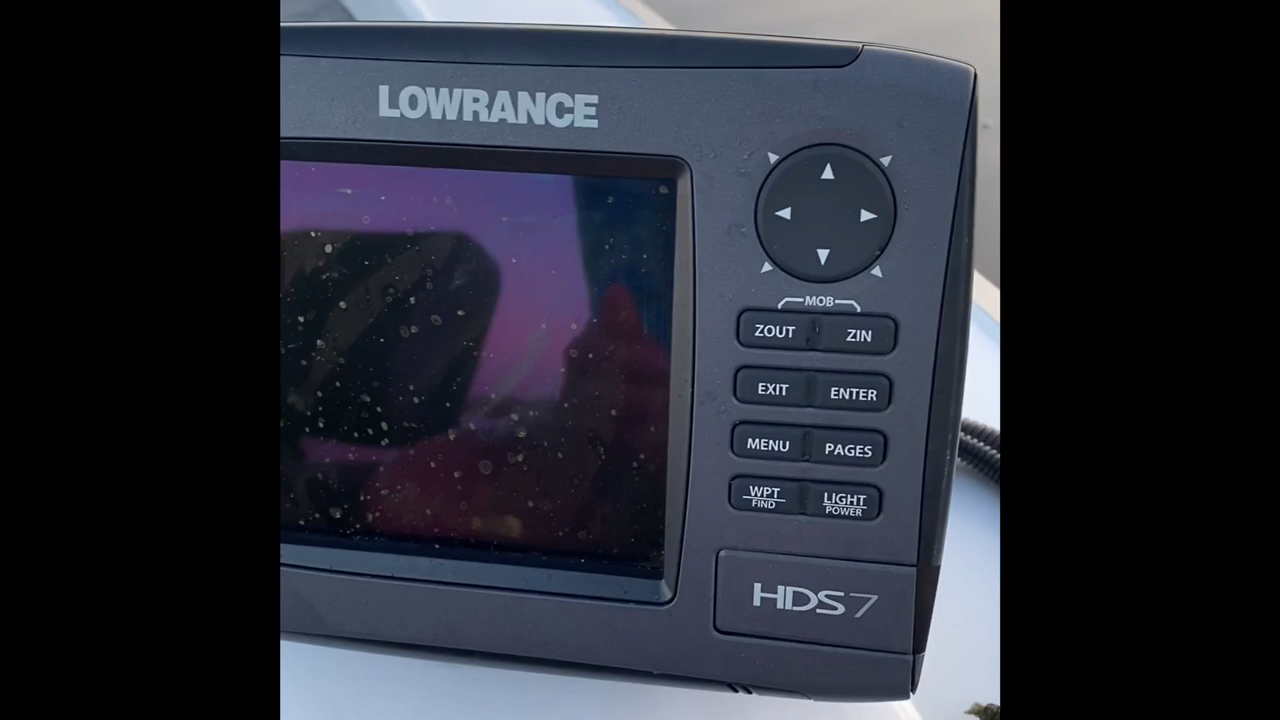 LOWRANCE
MOB
ZOUT ZIN
EXIT ENTER
MENU PAGES
WPT LIGHT
FIND POWER
HDS7